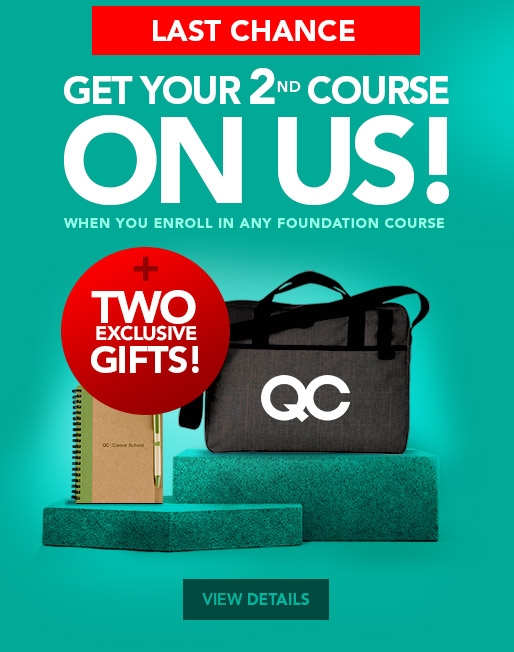 LAST CHANCE
GET YOUR 2ND COURSE
ON US!
WHEN YOU ENROLL IN ANY FOUNDATION COURSE
+
TWO
EXCLUSIVE
GIFTS!
QC
QC | Career School
VIEW DETAILS